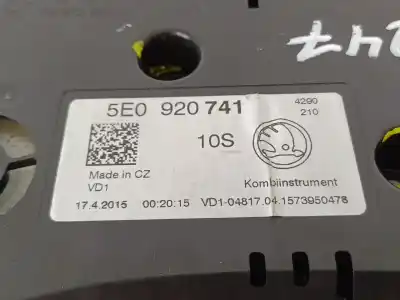 247
5E0 920 741
4290
210
10S
Made in CZ
VD1
Kombiinstrument
17.4.2015 00:20:15 VD1-04817.04.1573950478